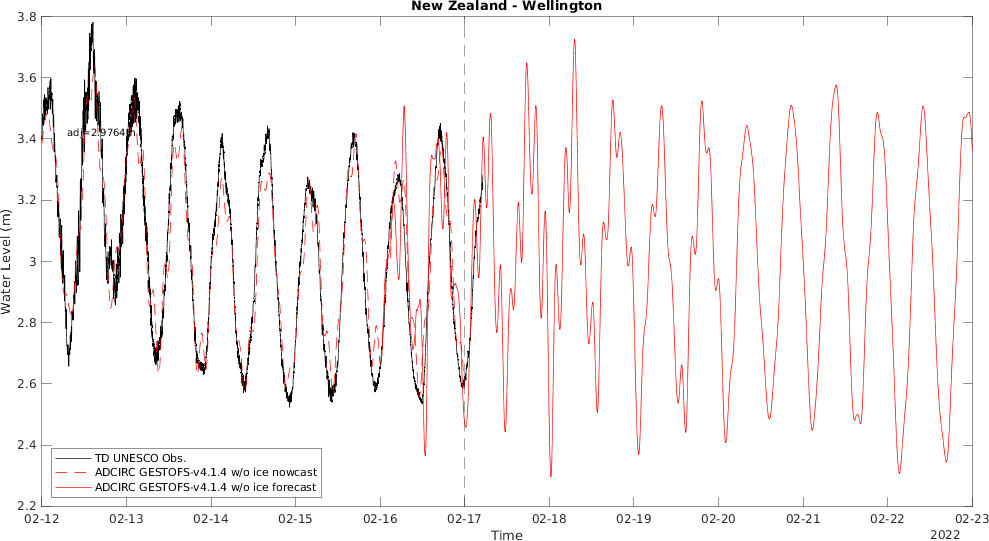 New Zealand - Wellington
3.8
3.6
3.4
3.2
3
2.8
2.6
2.4
2.2
Water Level (m)
adj=2.9764m
TD UNESCO Obs.
ADCIRC GESTOFS-v4.1.4 w/o ice nowcast
ADCIRC GESTOFS-v4.1.4 w/o ice forecast
02-12 02-13 02-14 02-15 02-16 02-17 02-18 02-19 02-20 02-21 02-22 02-23
Time
2022